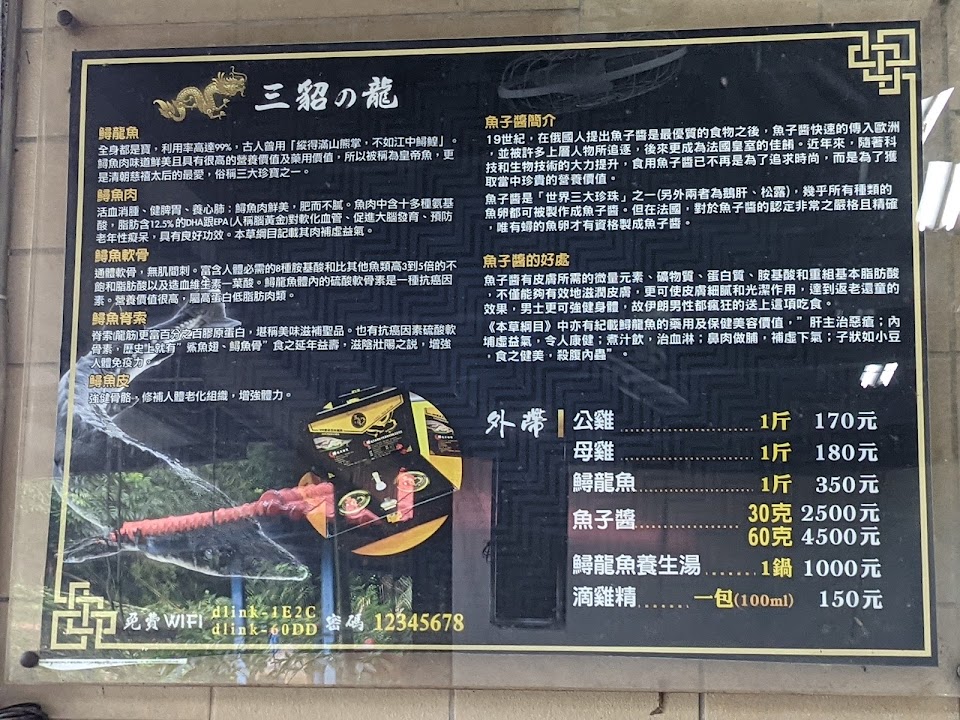 三貂の龍
鱘龍魚
全身都是寶，利用率高達99%，古人曾用「縱得滿山熊掌，不如江中鱘鰉」。
鱘魚肉味道鮮美且具有很高的營養價值及藥用價值，所以被稱為皇帝魚，更
是清朝慈禧太后的最愛，俗稱三大珍寶之一。
鱘魚肉
活血消腫、健脾胃、養心肺；鱘魚肉鮮美，肥而不膩。魚肉中含十多種氨基
酸，脂肪含12.5%的DHA跟EPA(人稱腦黃金)對軟化血管、促進大腦發育、預防
老年性癡呆，具有良好功效。本草綱目記載其肉補虛益氣。
鱘魚軟骨
通體軟骨，無肌間刺。富含人體必需的8種胺基酸和比其他魚類高3到5倍的不
飽和脂肪酸以及造血維生素—葉酸。鱘龍魚體內的硫酸軟骨素是一種抗癌因
素。營養價值很高，屬高蛋白低脂肪肉類。
鱘魚脊索
脊索(龍筋)更富百分之百膠原蛋白，堪稱美味滋補聖品。也有抗癌因素硫酸軟
骨素，歷史上就有"鯊魚翅、鱘魚骨"食之延年益壽，滋陰壯陽之說，增強
人體免疫力。
鱘魚皮
強健骨骼、修補人體老化組織，增強體力。
免費WIFI dlink-1E2C
dlink-60DD 密碼 12345678
魚子醬簡介
19世紀，在俄國人提出魚子醬是最優質的食物之後，魚子醬快速的傳入歐洲
，並被許多上層人物所追逐，後來更成為法國皇室的佳餚。近年來，隨著科
技和生物技術的大力提升，食用魚子醬已不再是為了追求時尚，而是為了獲
取當中珍貴的營養價值。
魚子醬是「世界三大珍珠」之一(另外兩者為鵝肝、松露)，幾乎所有種類的
魚卵都可被製作成魚子醬。但在法國，對於魚子醬的認定非常之嚴格且精確
，唯有鱘的魚卵才有資格製成魚子醬。
魚子醬的好處
魚子醬有皮膚所需的微量元素、礦物質、蛋白質、胺基酸和重組基本脂肪酸
，不僅能夠有效地滋潤皮膚，更可使皮膚細膩和光潔作用，達到返老還童的
效果，男士更可強健身體，故伊朗男性都瘋狂的送上這項吃食。
《本草綱目》中亦有紀載鱘龍魚的藥用及保健美容價值，"肝主治惡瘡；內
埔虛益氣，令人康健；煮汁飲，治血淋；鼻肉做脯，補虛下氣；子狀如小豆
，食之健美，殺腹內蟲"。
外帶
公雞 1斤 170元
母雞 1斤 180元
鱘龍魚 1斤 350元
魚子醬 30克 2500元
60克 4500元
鱘龍魚養生湯 1鍋 1000元
滴雞精 一包(100ml) 150元